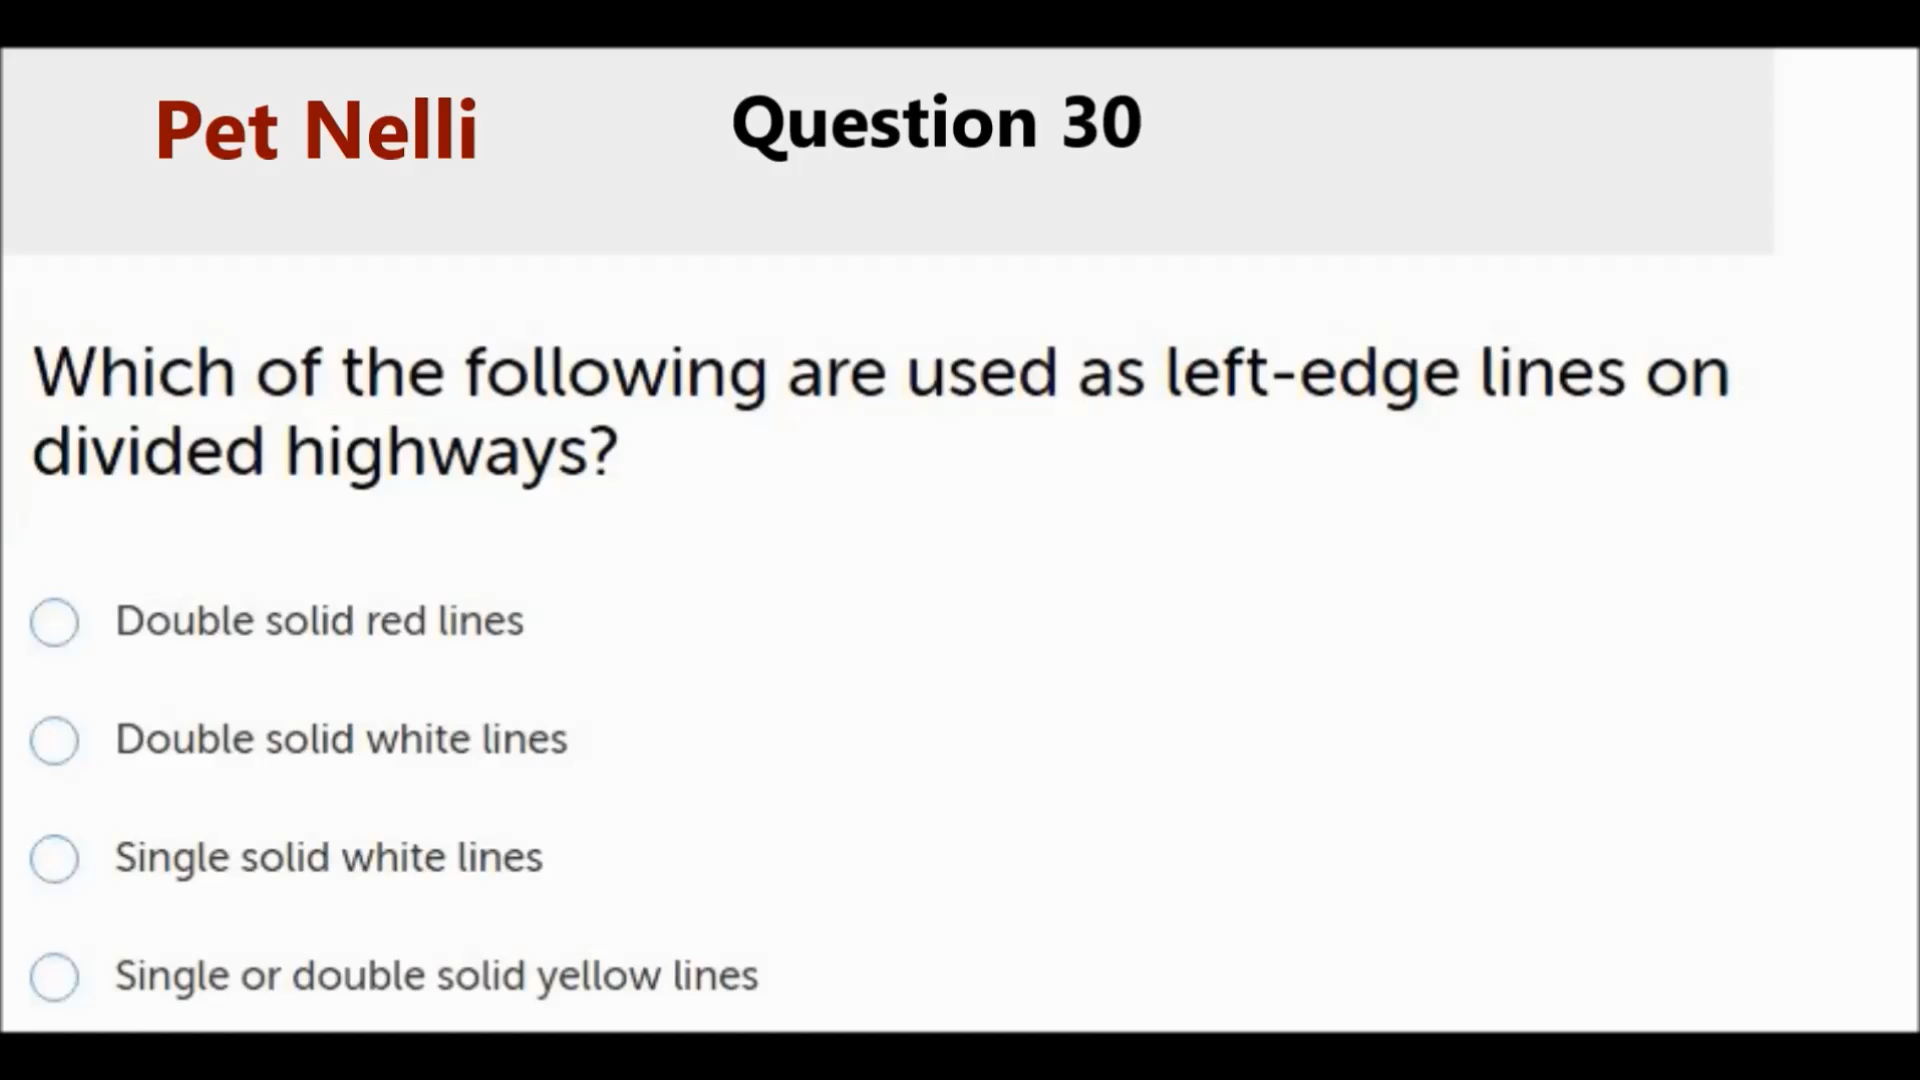 Pet Nelli
Question 30
Which of the following are used as left-edge lines on
divided highways?
Double solid red lines
Double solid white lines
Single solid white lines
Single or double solid yellow lines